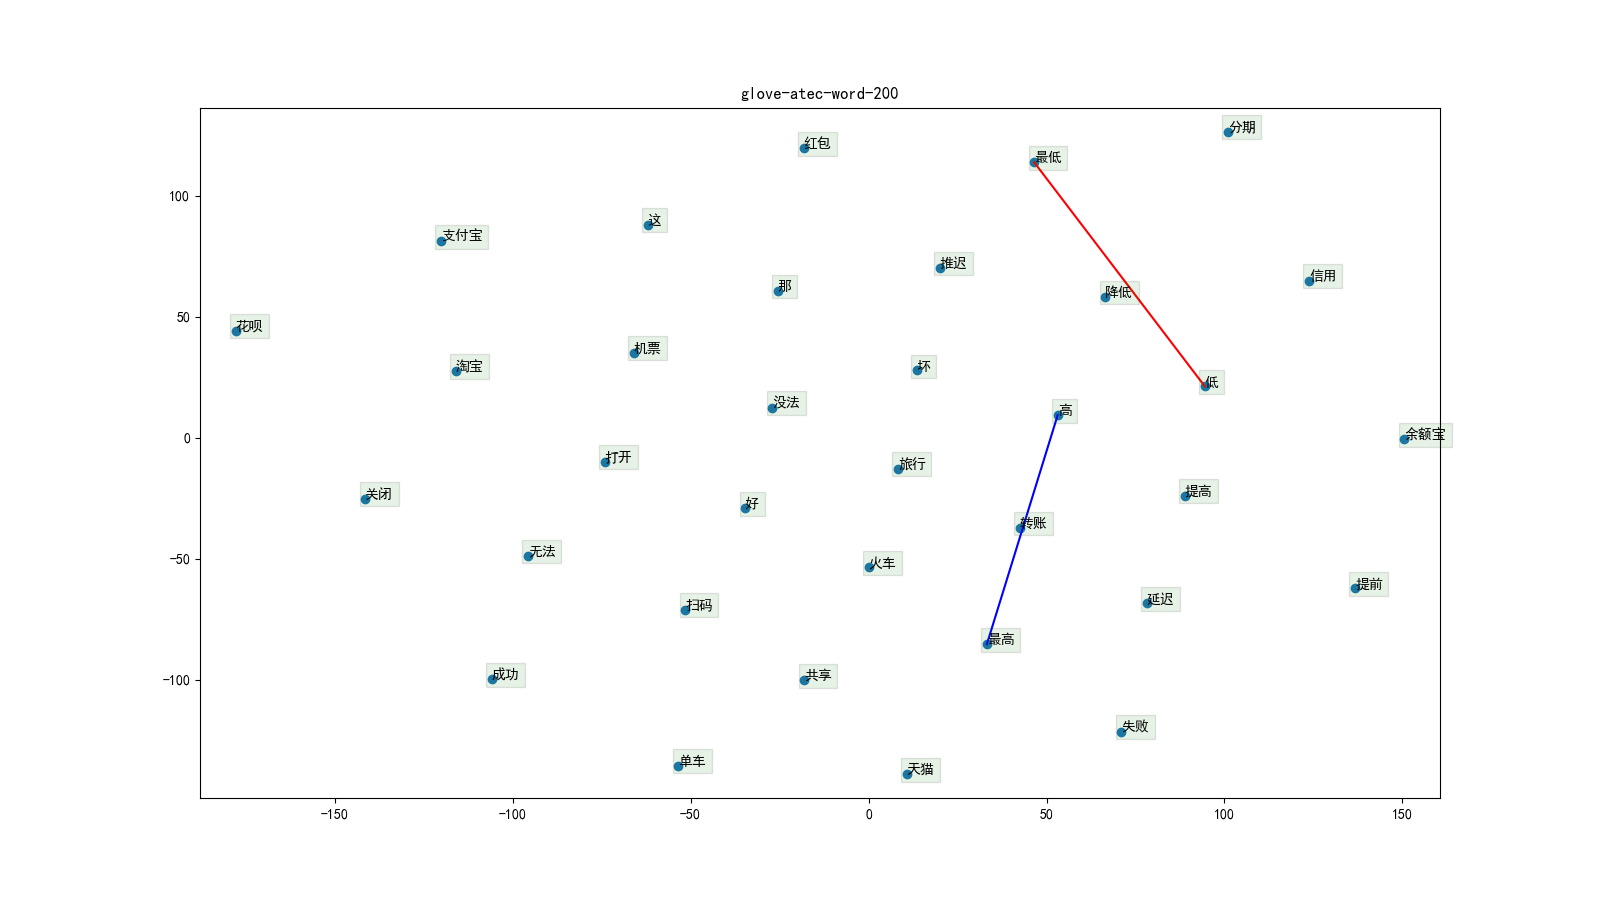 glove-atec-word-200
分期
红包
最低
这
支付宝
推迟
信用
那
降低
花呗
机票
淘宝
坏
低
没法
高
余额宝
打开
旅行
提高
关闭
好
转账
无法
火车
提前
延迟
扫码
最高
成功
共享
失败
单车
天猫
100
50
0
−50
−100
−150
−100
−50
0
50
100
150